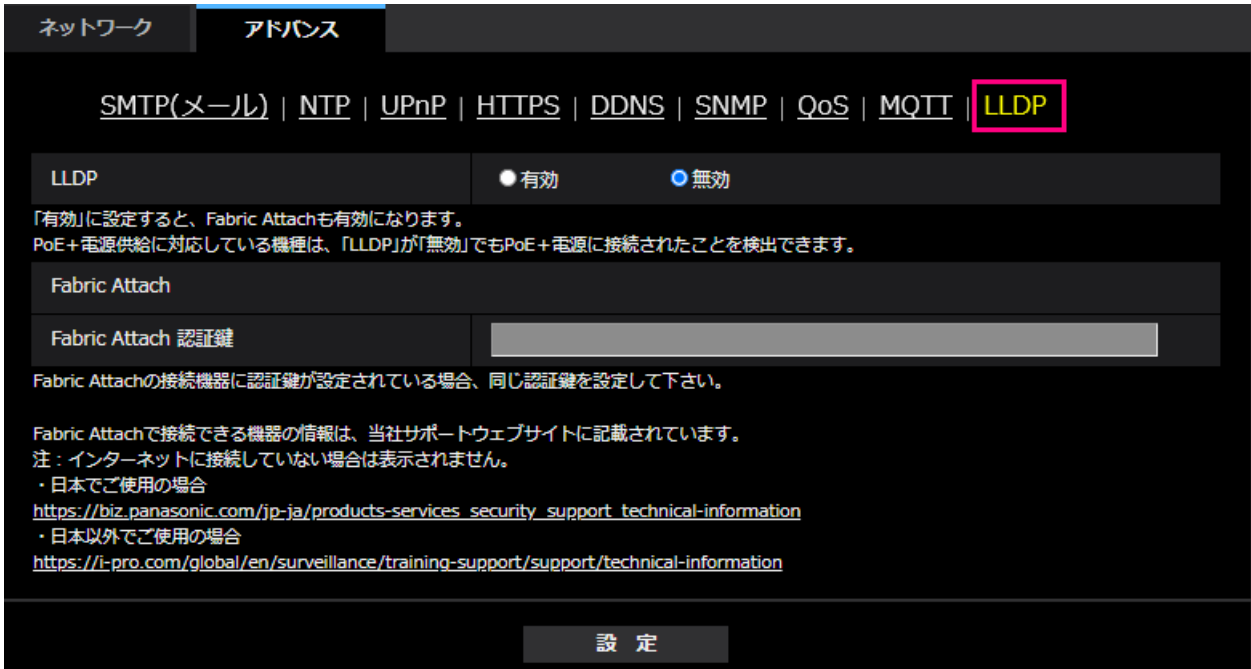 ネットワーク アドバンス
SMTP(メール) | NTP | UPnP | HTTPS | DDNS | SNMP | QoS | MQTT | LLDP
LLDP 有効 無効
「有効」に設定すると、Fabric Attachも有効になります。
PoE+電源供給に対応している機種は、「LLDP」が「無効」でもPoE+電源に接続されたことを検出できます。
Fabric Attach
Fabric Attach 認証鍵
Fabric Attachの接続機器に認証鍵が設定されている場合、同じ認証鍵を設定して下さい。
Fabric Attachで接続できる機器の情報は、当社サポートウェブサイトに記載されています。
注：インターネットに接続していない場合は表示されません。
・日本でご使用の場合
https://biz.panasonic.com/jp-ja/products-services_security_support_technical-information
・日本以外でご使用の場合
https://i-pro.com/global/en/surveillance/training-support/support/technical-information
設 定